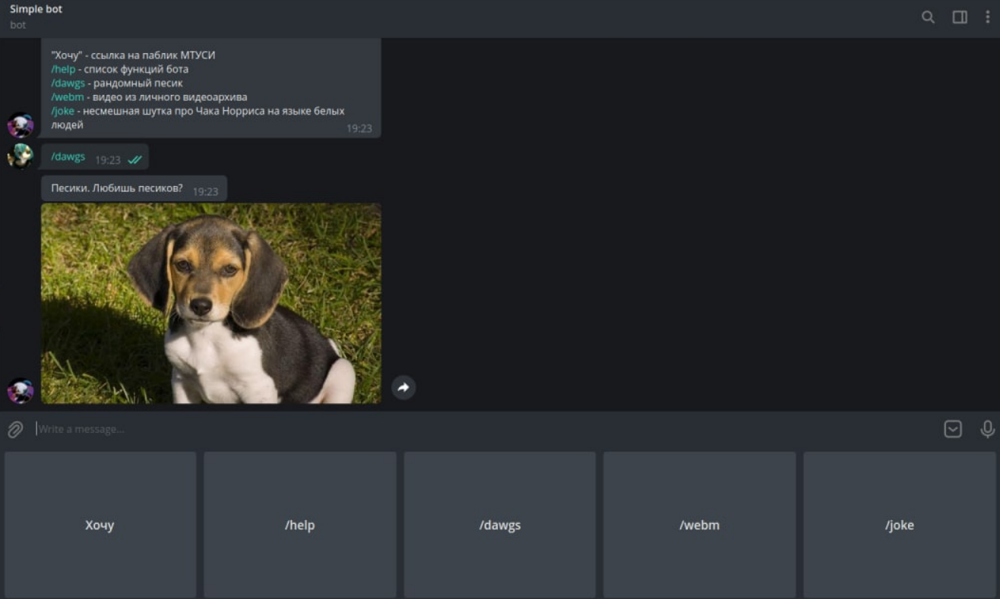 Simple bot
bot
"Хочу" - ссылка на паблик МТУСИ
/help - список функций бота
/dawgs - рандомный песик
/webm - видео из личного видеоархива
/joke - несмешная шутка про Чака Норриса на языке белых
людей
19:23
/dawgs 19:23
Песики. Любишь песиков? 19:23
Write a message...
Хочу
/help
/dawgs
/webm
/joke